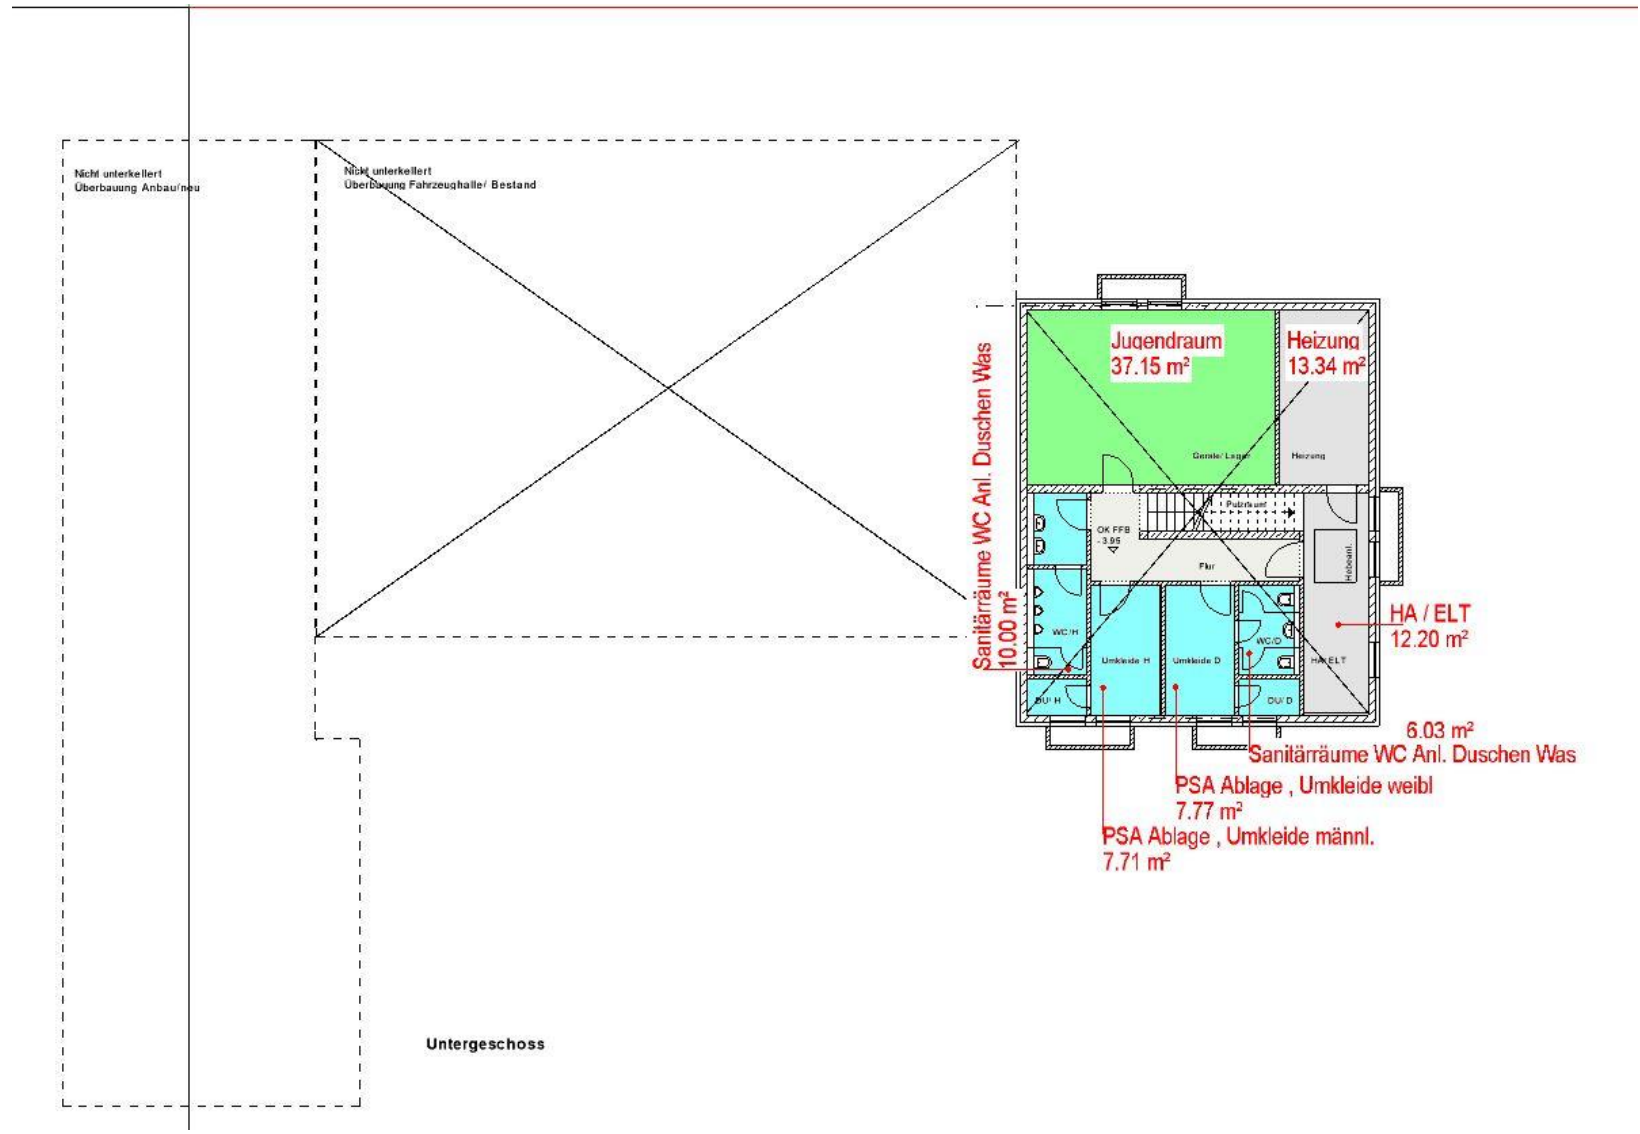 Nicht unterkellert
Überbauung Anbau/neu
Nicht unterkellert
Überbauung Fahrzeughalle/ Bestand
Jugendraum
37.15 m²
Heizung
13.34 m²
Sanitärräume WC Anl. Duschen Was
10.00 m²
Geräte/ Lager
Heizung
Putzraum
OK FFB
- 3.95
Flur
Hebeanl.
HA / ELT
12.20 m²
WC/H
Umkleide H
Umkleide D
WC/D
HA/ ELT
DU/ H
DU/ D
6.03 m²
Sanitärräume WC Anl. Duschen Was
PSA Ablage , Umkleide weibl
7.77 m²
PSA Ablage , Umkleide männl.
7.71 m²
Untergeschoss